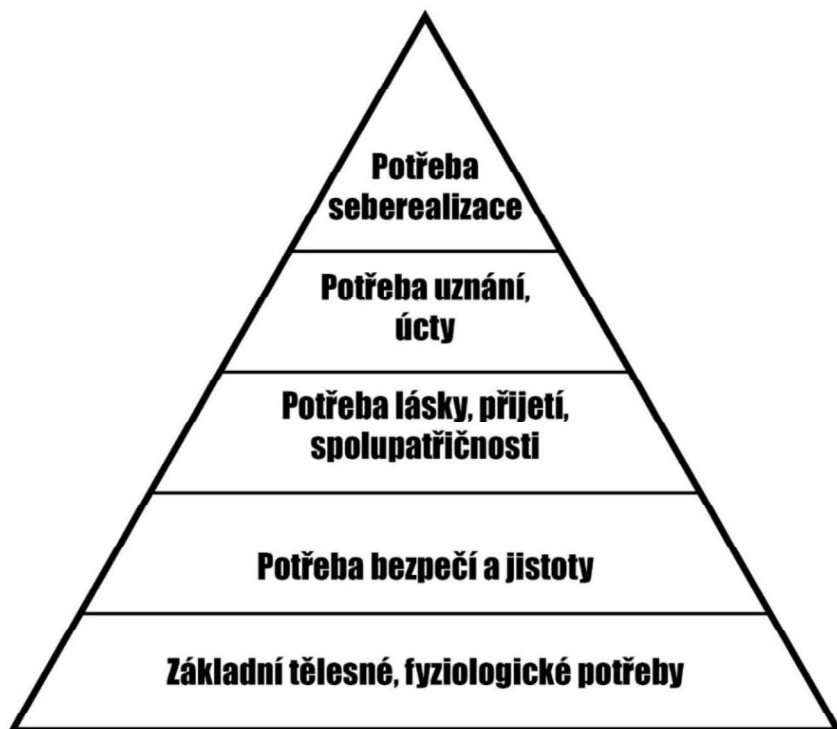 Potřeba
seberealizace
Potřeba uznání,
úcty
Potřeba lásky, přijetí,
spolupatřičnosti
Potřeba bezpečí a jistoty
Základní tělesné, fyziologické potřeby